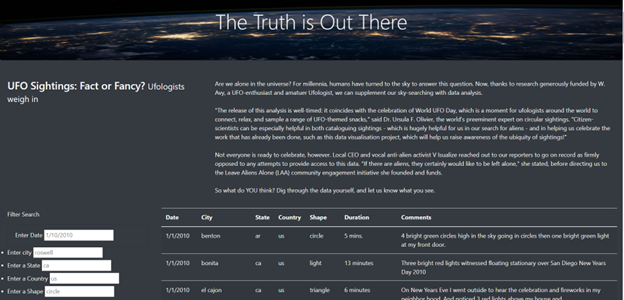 The Truth is Out There
UFO Sightings: Fact or Fancy? Ufologists
weigh in
Are we alone in the universe? For millennia, humans have turned to the sky to answer this question. Now, thanks to research generously funded by W.
Avy, a UFO-enthusiast and amatuer Ufologist, we can supplement our sky-searching with data analysis.
"The release of this analysis is well-timed: it coincides with the celebration of World UFO Day, which is a moment for ufologists around the world to
connect, relax, and sample a range of UFO-themed snacks," said Dr. Ursula F. Olivier, the world's preeminent expert on circular sightings, "Citizen-
scientists can be especially helpful in both cataloguing sightings - which is hugely helpful for us in our search for aliens - and in helping us celebrate the
work that has already been done, such as this data visualisation project, which will help us raise awareness of the ubiquity of sightings!"
Not everyone is ready to celebrate, however. Local CEO and vocal anti-alien activist V Isualize reached out to our reporters to go on record as firmly
opposed to any attempts to provide access to this data. "If there are aliens, they certainly would like to be left alone," she stated, before directing us to
the Leave Aliens Alone (LAA) community engagement initiative she founded and funds.
So what do YOU think? Dig through the data yourself, and let us know what you see.
Filter Search
Enter Date 1/10/2010
Enter city roswell
Enter a State ca
Enter a Country us
Enter a Shape circle
Date City State Country Shape Duration Comments
1/1/2010 benton ar us circle 5 mins. 4 bright green circles high in the sky going in circles then one bright green light
at my front door.
1/1/2010 bonita ca us light 13 minutes Three bright red lights witnessed floating stationary over San Diego New Years
Day 2010
1/1/2010 el cajon ca us triangle 6 minutes On New Years Eve I went outside to hear the celebration and fireworks in my
neighbor hood. And noticed 3 red lights above my house and